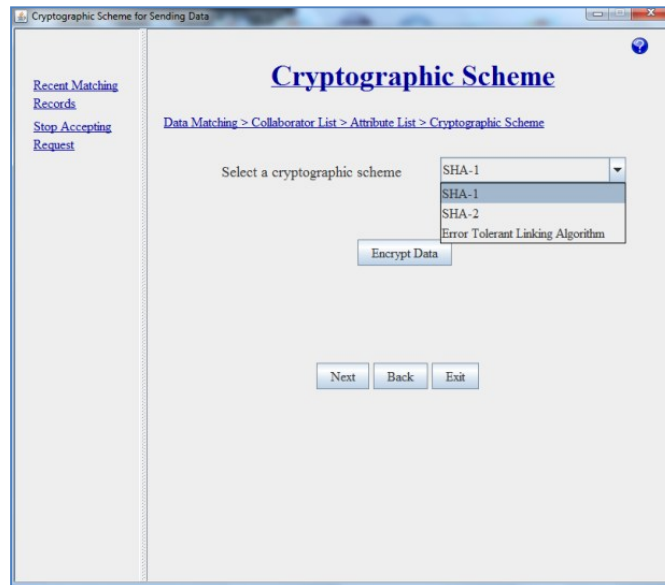 Cryptographic Scheme for Sending Data
?
Recent Matching
Records
Stop Accepting
Request
Cryptographic Scheme
Data Matching > Collaborator List > Attribute List > Cryptographic Scheme
Select a cryptographic scheme
SHA-1
SHA-1
SHA-2
Error Tolerant Linking Algorithm
Encrypt Data
Next Back Exit